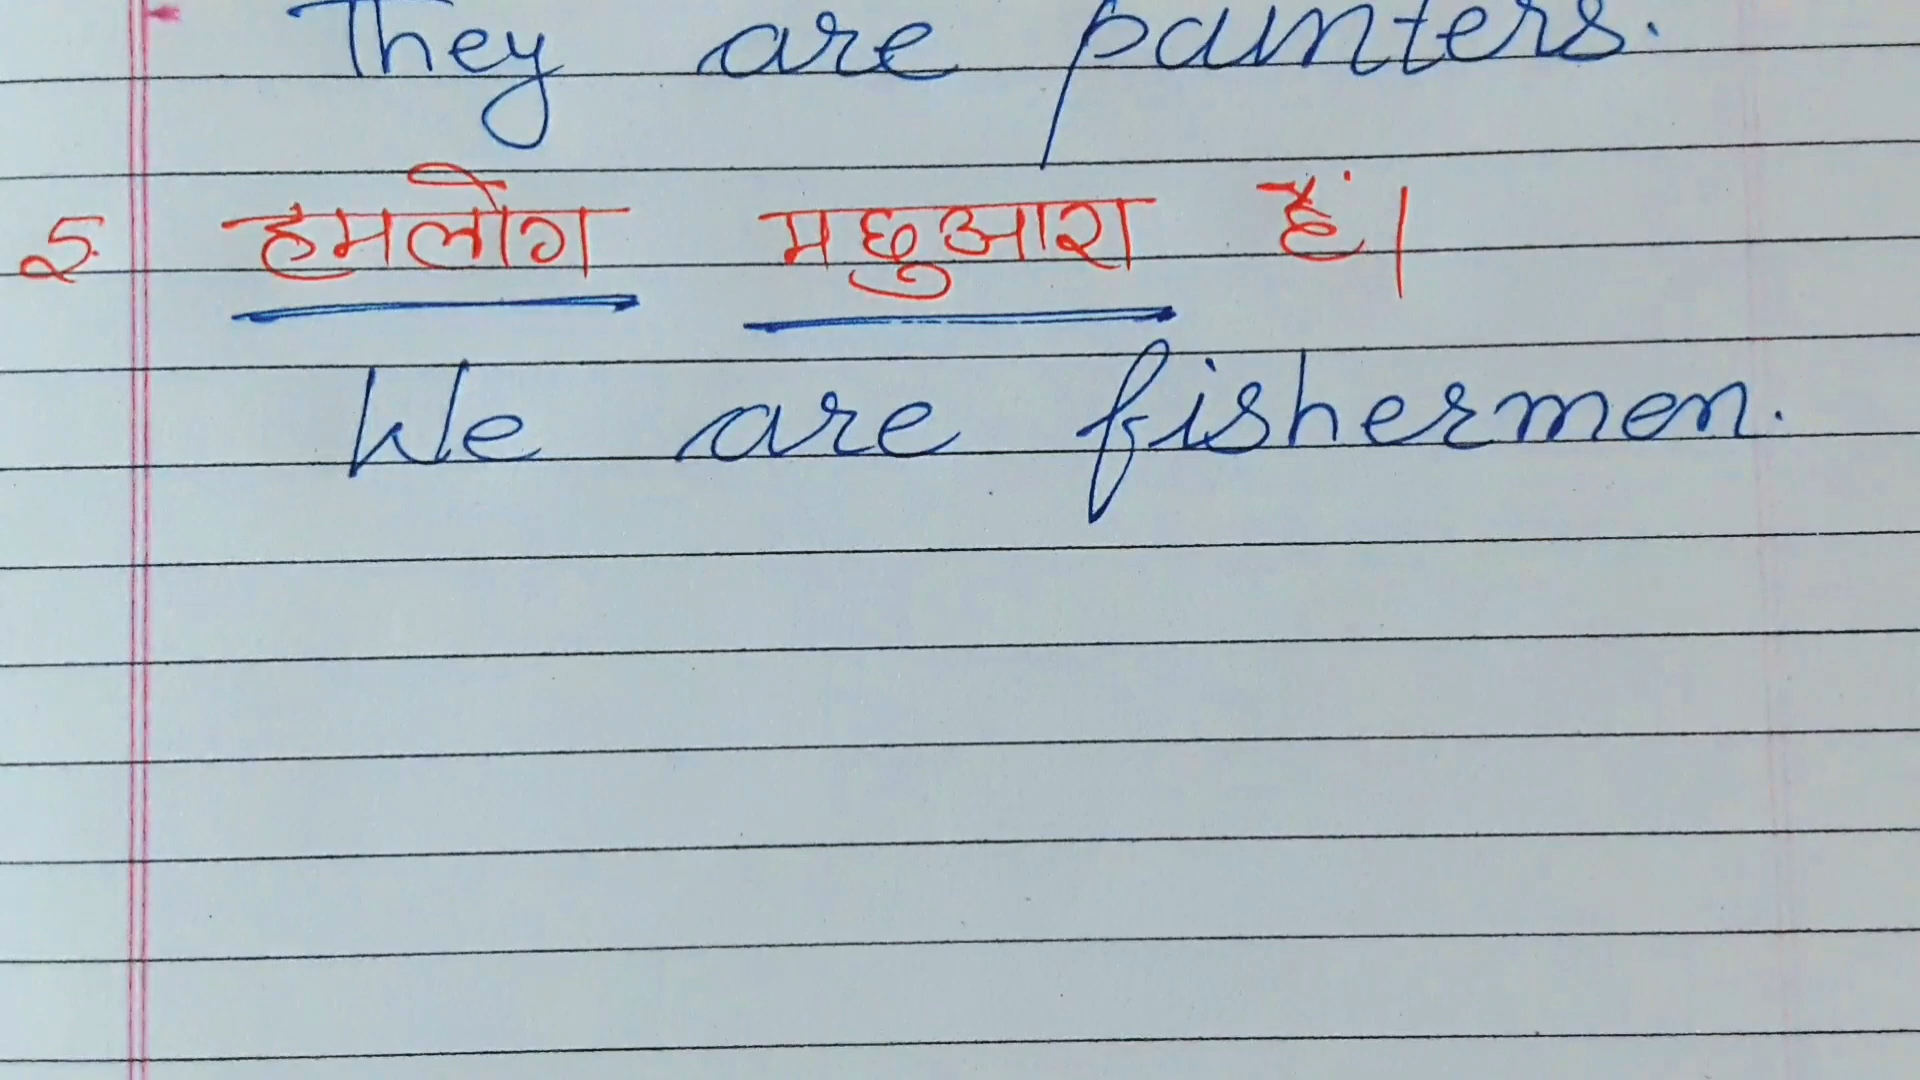 They are painters.
5. हमलोग मछुआरा हैं।
We are fishermen.